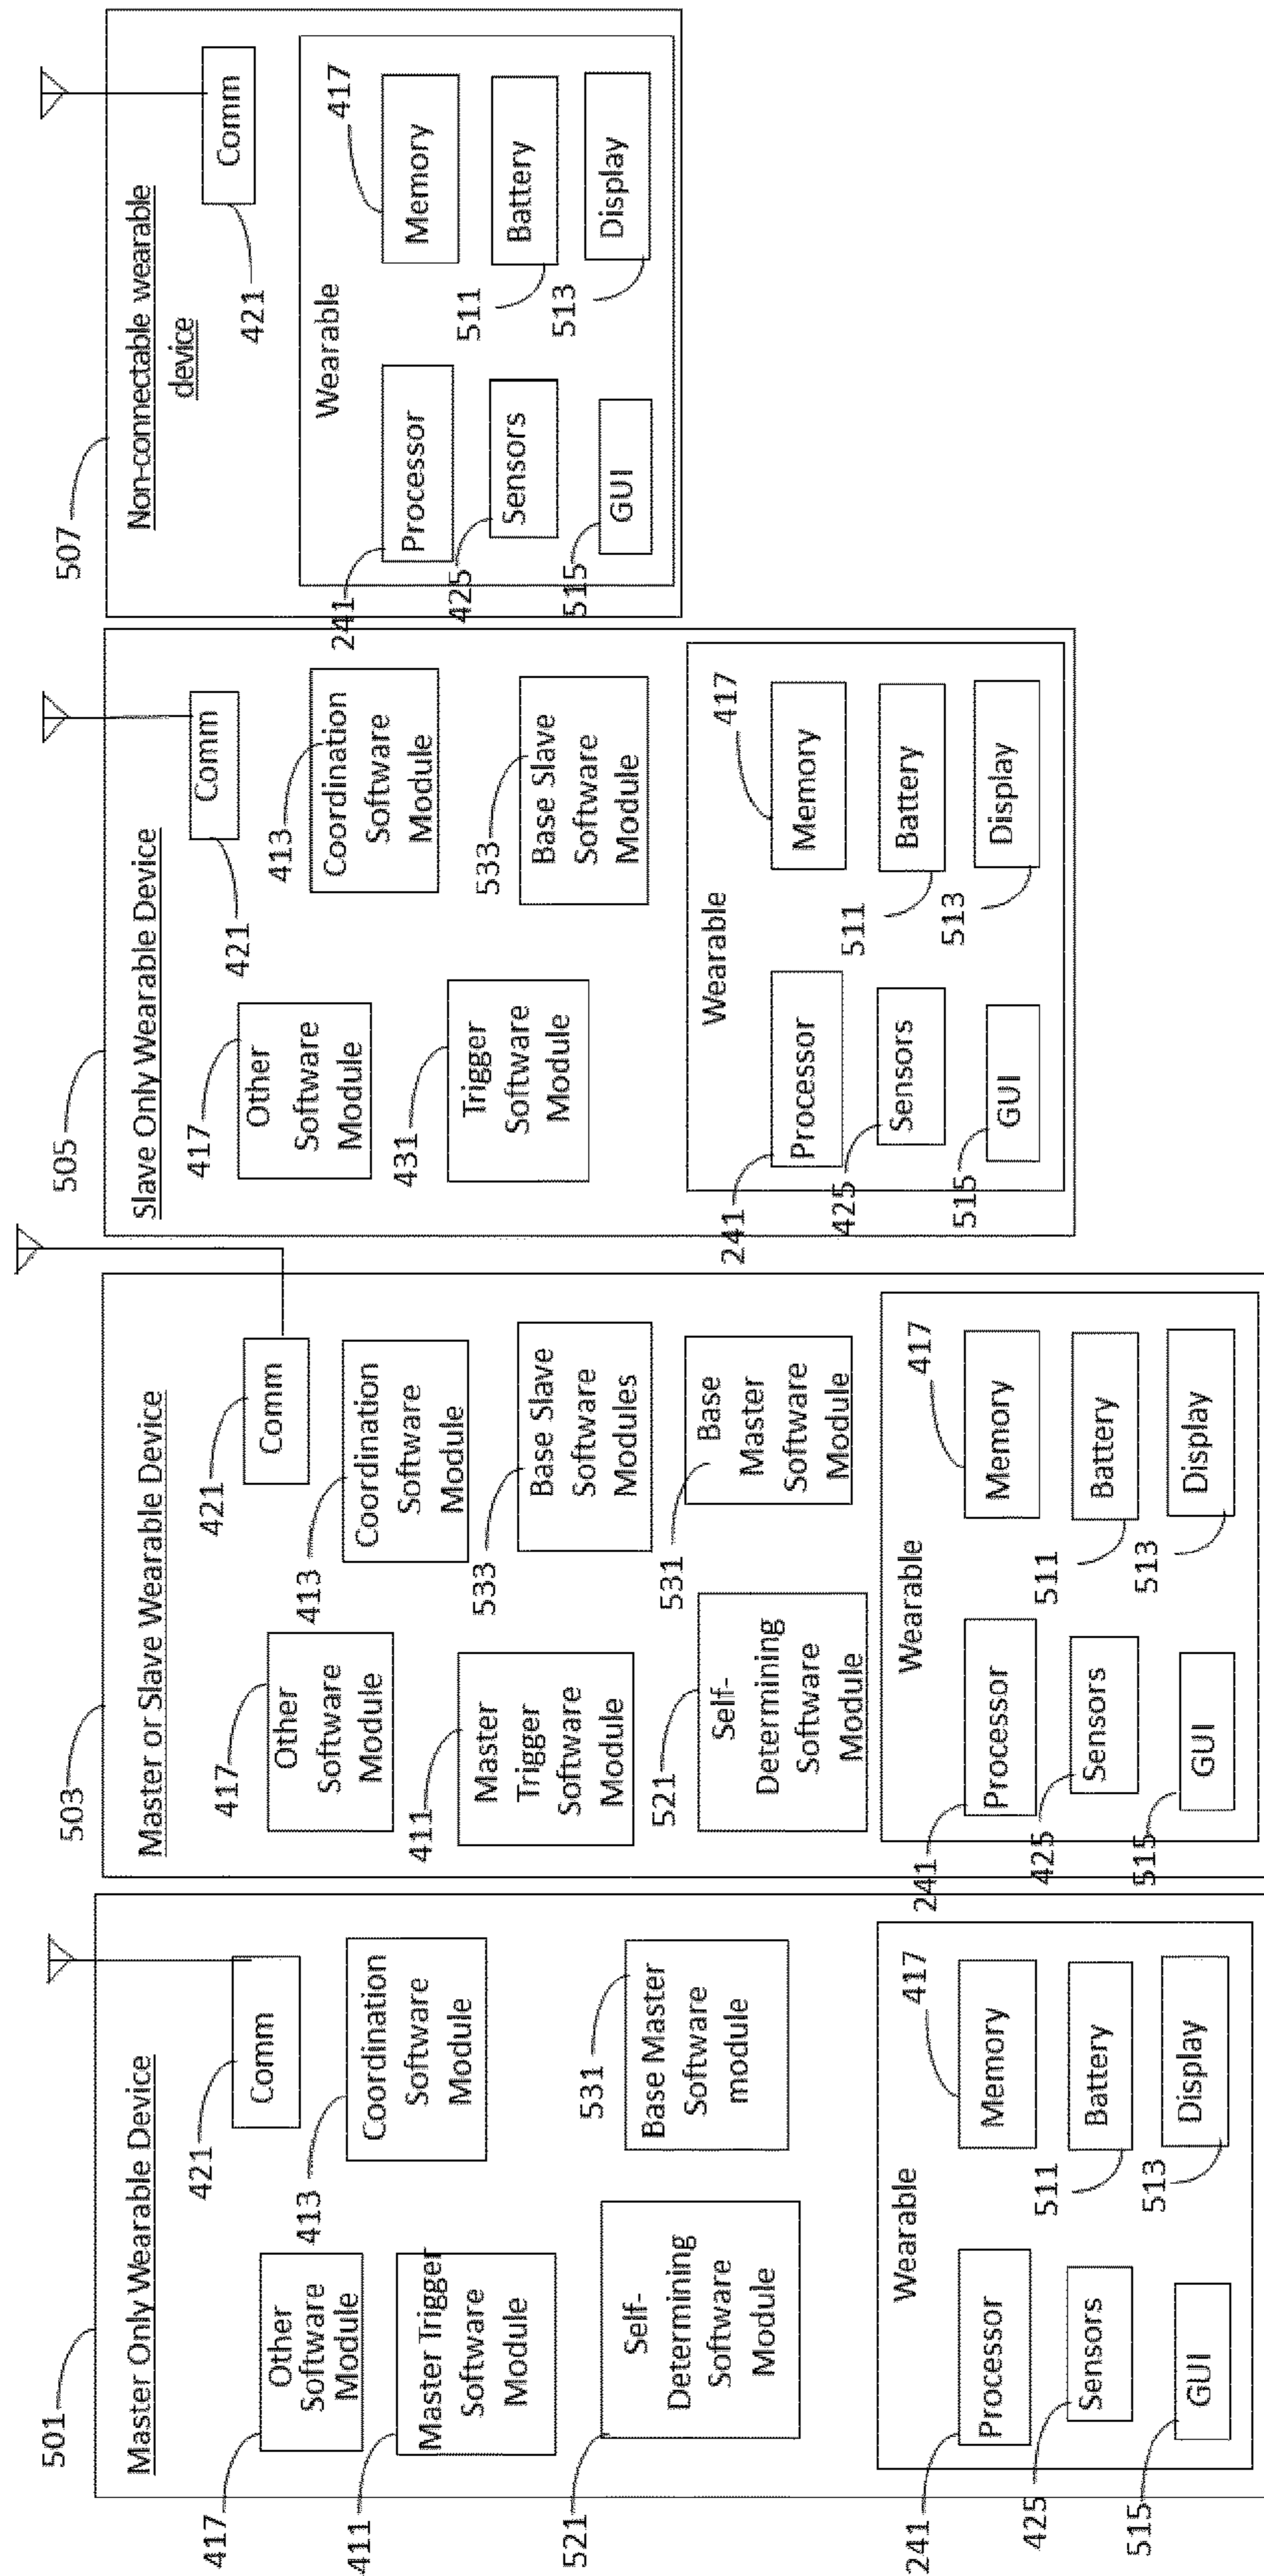 501
Master Only Wearable Device
421
Comm
417
Other
Software
Module
413
Coordination
Software
Module
411
Master Trigger
Software
Module
531
Base Master
Software
module
521
Self-
Determining
Software
Module
Wearable
417
241
Processor
Memory
425
Sensors
511
Battery
515
GUI
513
Display
503
Master or Slave Wearable Device
421
Comm
417
Other
Software
Module
413
Coordination
Software
Module
411
Master
Trigger
Software
Module
533
Base Slave
Software
Modules
521
Self-
Determining
Software
Module
531
Base
Master
Software
Module
Wearable
417
241
Processor
Memory
425
Sensors
511
Battery
515
GUI
513
Display
505
Slave Only Wearable Device
421
Comm
417
Other
Software
Module
413
Coordination
Software
Module
431
Trigger
Software
Module
533
Base Slave
Software
Module
Wearable
417
241
Processor
Memory
425
Sensors
511
Battery
515
GUI
513
Display
507
Non-connectable wearable
device
421
Comm
Wearable
417
241
Processor
Memory
425
Sensors
511
Battery
515
GUI
513
Display